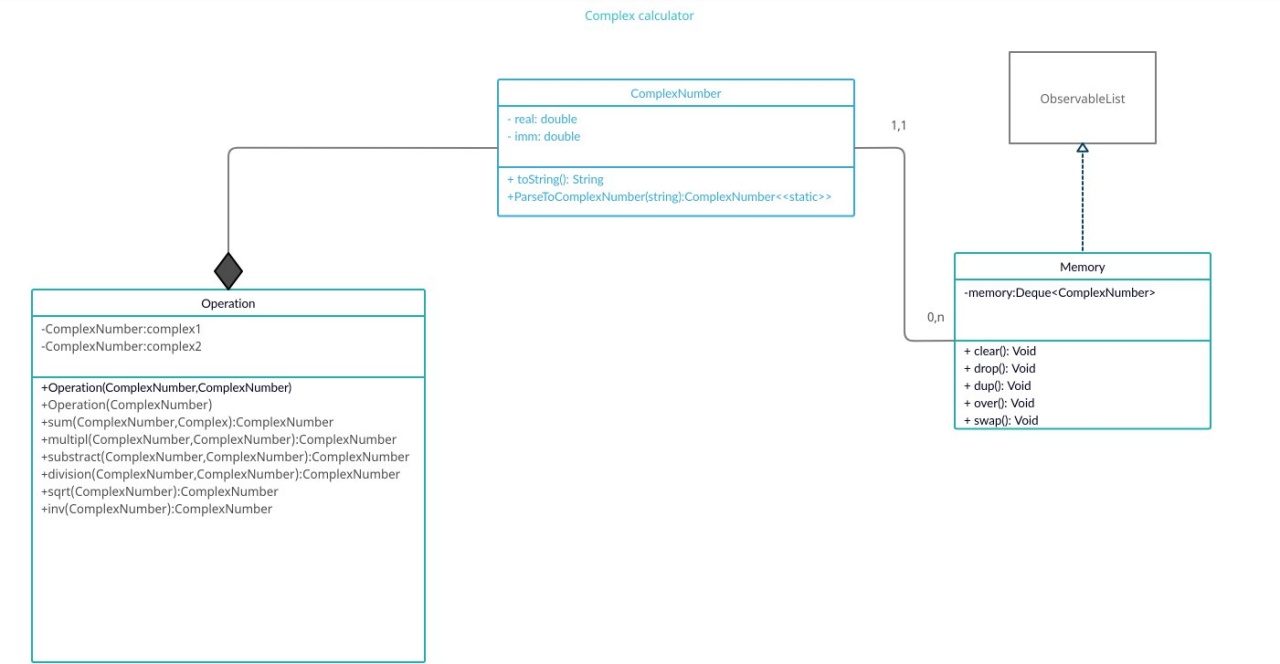 Complex calculator
ComplexNumber
- real: double
- imm: double
+ toString(): String
+ParseToComplexNumber(string):ComplexNumber<<static>>
1,1
ObservableList
0,n
Memory
-memory:Deque<ComplexNumber>
+ clear(): Void
+ drop(): Void
+ dup(): Void
+ over(): Void
+ swap(): Void
Operation
-ComplexNumber:complex1
-ComplexNumber:complex2
+Operation(ComplexNumber,ComplexNumber)
+Operation(ComplexNumber)
+sum(ComplexNumber,Complex):ComplexNumber
+multipl(ComplexNumber,ComplexNumber):ComplexNumber
+substract(ComplexNumber,ComplexNumber):ComplexNumber
+division(ComplexNumber,ComplexNumber):ComplexNumber
+sqrt(ComplexNumber):ComplexNumber
+inv(ComplexNumber):ComplexNumber